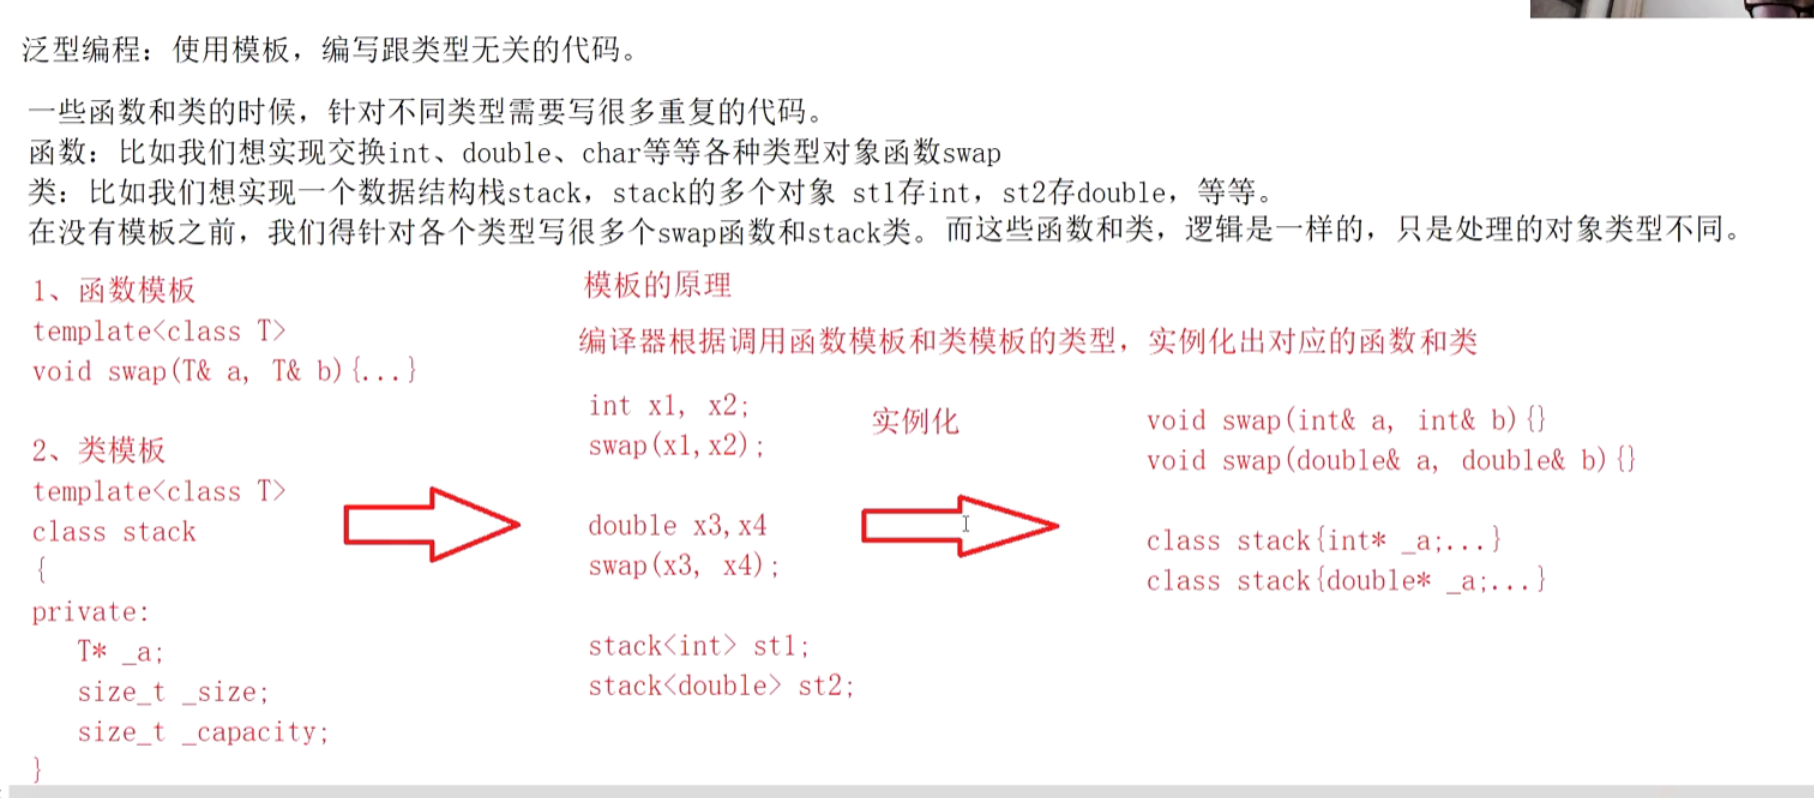 泛型编程：使用模板，编写跟类型无关的代码。
一些函数和类的时候，针对不同类型需要写很多重复的代码。
函数：比如我们想实现交换int、double、char等等各种类型对象函数swap
类：比如我们想实现一个数据结构栈stack，stack的多个对象 st1存int，st2存double，等等。
在没有模板之前，我们得针对各个类型写很多个swap函数和stack类。而这些函数和类，逻辑是一样的，只是处理的对象类型不同。
1、函数模板
template<class T>
void swap(T& a, T& b){...}
2、类模板
template<class T>
class stack
{
private:
T* _a;
size_t _size;
size_t _capacity;
}
模板的原理
编译器根据调用函数模板和类模板的类型，实例化出对应的函数和类
int x1, x2;
swap(x1,x2);
double x3,x4
swap(x3, x4);
stack<int> st1;
stack<double> st2;
实例化
void swap(int& a, int& b){}
void swap(double& a, double& b){}
class stack{int* _a;...}
class stack{double* _a;...}